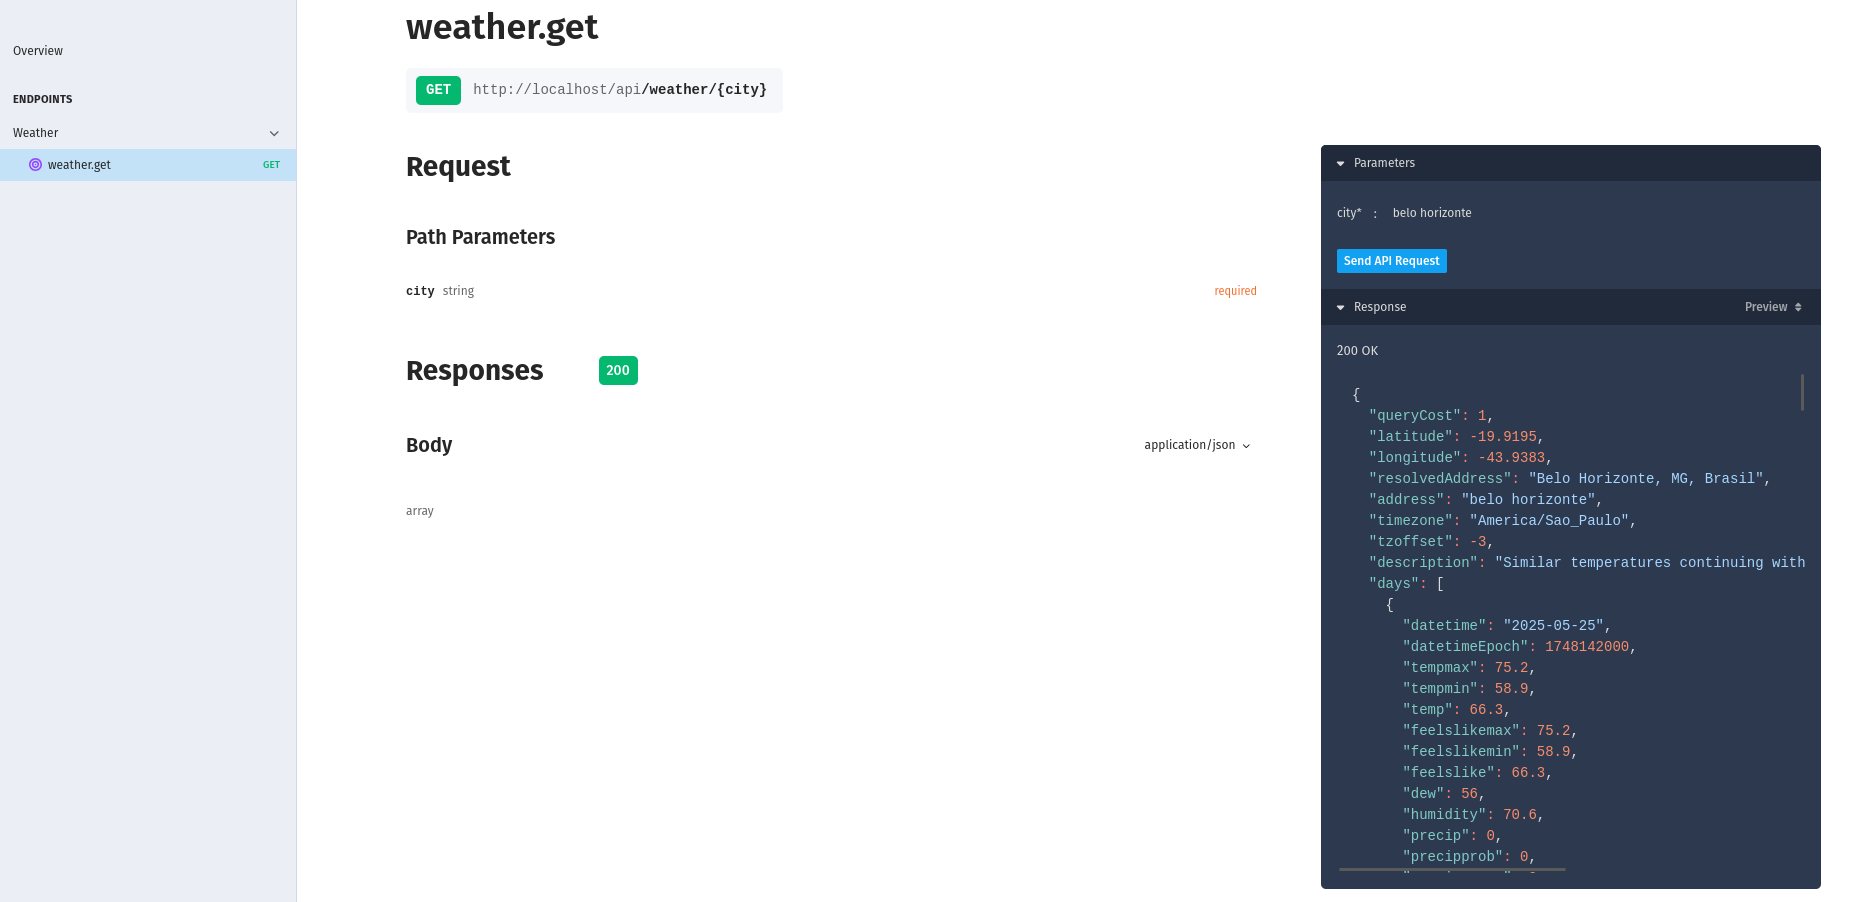 Overview
ENDPOINTS
Weather
weather.get GET
weather.get
GET http://localhost/api/weather/{city}
Request
Path Parameters
city string required
Responses 200
Body application/json
array
Parameters
city* : belo horizonte
Send API Request
Response Preview
200 OK
{
"queryCost": 1,
"latitude": -19.9195,
"longitude": -43.9383,
"resolvedAddress": "Belo Horizonte, MG, Brasil",
"address": "belo horizonte",
"timezone": "America/Sao_Paulo",
"tzoffset": -3,
"description": "Similar temperatures continuing with
"days": [
{
"datetime": "2025-05-25",
"datetimeEpoch": 1748142000,
"tempmax": 75.2,
"tempmin": 58.9,
"temp": 66.3,
"feelslikemax": 75.2,
"feelslikemin": 58.9,
"feelslike": 66.3,
"dew": 56,
"humidity": 70.6,
"precip": 0,
"precipprob": 0,